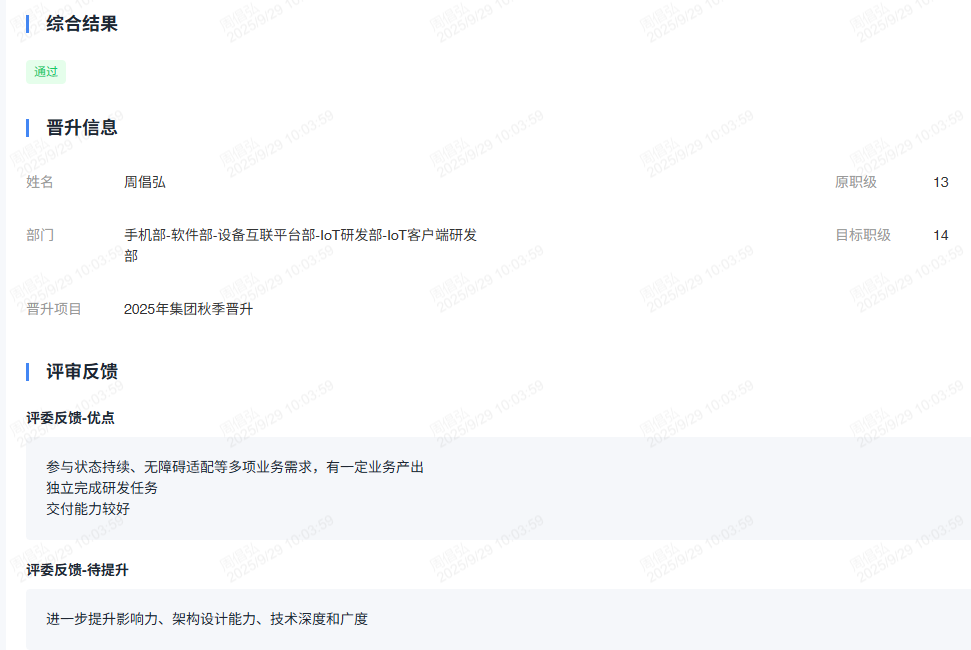 综合结果
通过
晋升信息
姓名 周倡弘 原职级 13
部门 手机部-软件部-设备互联平台部-IoT研发部-IoT客户端研发
部
目标职级 14
晋升项目 2025年集团秋季晋升
评审反馈
评委反馈-优点
参与状态持续、无障碍适配等多项业务需求，有一定业务产出
独立完成研发任务
交付能力较好
评委反馈-待提升
进一步提升影响力、架构设计能力、技术深度和广度
周倡弘
2025/9/29 10:03:59